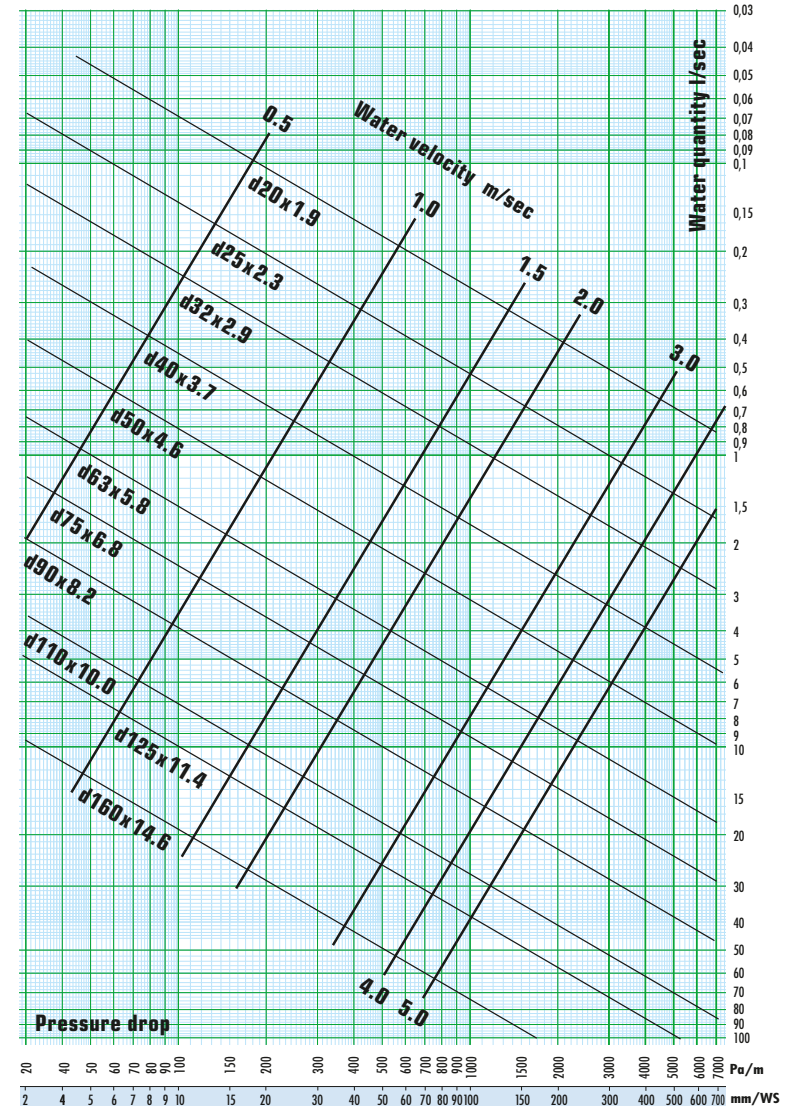 0,03
0,04
0,05
0,06
0,07
0,08
0,09
0,1
0,15
0,2
0,3
0,4
0,5
0,6
0,7
0,8
0,9
1
1,5
2
3
4
5
6
7
8
9
10
15
20
30
40
50
60
70
80
90
100
Water quantity l/sec
Water velocity m/sec
0.5
1.0
1.5
2.0
3.0
4.0 5.0
d20x1.9
d25x2.3
d32x2.9
d40x3.7
d50x4.6
d63x5.8
d75x6.8
d90x8.2
d110x10.0
d125x11.4
d160x14.6
Pressure drop
20 40 50 60 70 80 100 150 200 300 400 500 600 700 800 900 1000 1500 2000 3000 4000 5000 6000 7000 Pa/m
2 4 5 6 7 8 9 10 15 20 30 40 50 60 70 80 90 100 150 200 300 400 500 600 700 mm/WS